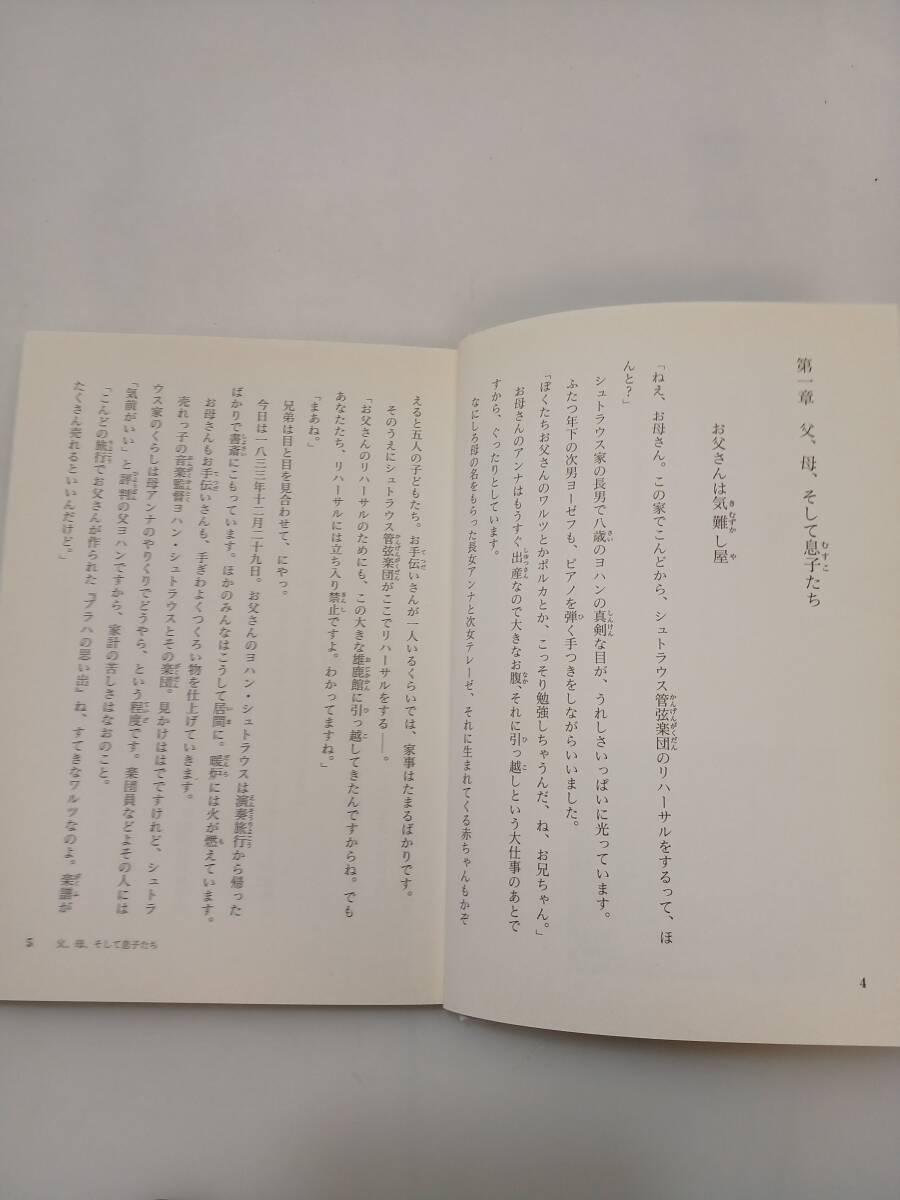 第一章　父、母、そして息子たち
お父さんは気難し屋
「ねえ、お母さん。この家でこんどから、シュトラウス管弦楽団のリハーサルをするって、ほ
んと?」
シュトラウス家の長男で八歳のヨハンの真剣な目が、うれしさいっぱいに光っています。
ふたつ年下の次男ヨーゼフも、ピアノを弾く手つきをしながらいいました。
「ぼくたちお父さんのワルツとかポルカとか、こっそり勉強しちゃうんだ、ね、お兄ちゃん。」
お母さんのアンナはもうすぐ出産なので大きなお腹、それに引っ越しという大仕事のあとで
すから、ぐったりとしています。
なにしろ母の名をもらった長女アンナと次女テレーゼ、それに生まれてくる赤ちゃんもかぞ
4
えると五人の子どもたち。お手伝いさんが一人いるくらいでは、家事はたまるばかりです。
そのうえにシュトラウス管弦楽団がここでリハーサルをする――。
「お父さんのリハーサルのためにも、この大きな雄鹿館に引っ越してきたんですからね。でも
あなたたち、リハーサルには立ち入り禁止ですよ。わかってますね。」
「まあね。」
兄弟は目と目を見合わせて、にやっ。
今日は一八三三年十二月二十九日。お父さんのヨハン・シュトラウスは演奏旅行から帰った
ばかりで書斎にこもっています。ほかのみんなはこうして居間に。暖炉には火が燃えています。
お母さんもお手伝いさんも、手ぎわよくつくろい物を仕上げていきます。
売れっ子の音楽監督ヨハン・シュトラウスとその楽団。見かけははでですけれど、シュトラ
ウス家のくらしは母アンナのやりくりでどうやら、という程度です。楽団員などよその人には
「気前がいい」と評判の父ヨハンですから、家計の苦しさはなおのこと。
「こんどの旅行でお父さんが作られた『プラハの思い出』ね、すてきなワルツなのよ。楽譜が
たくさん売れるといいんだけど。」
5　父、母、そして息子たち